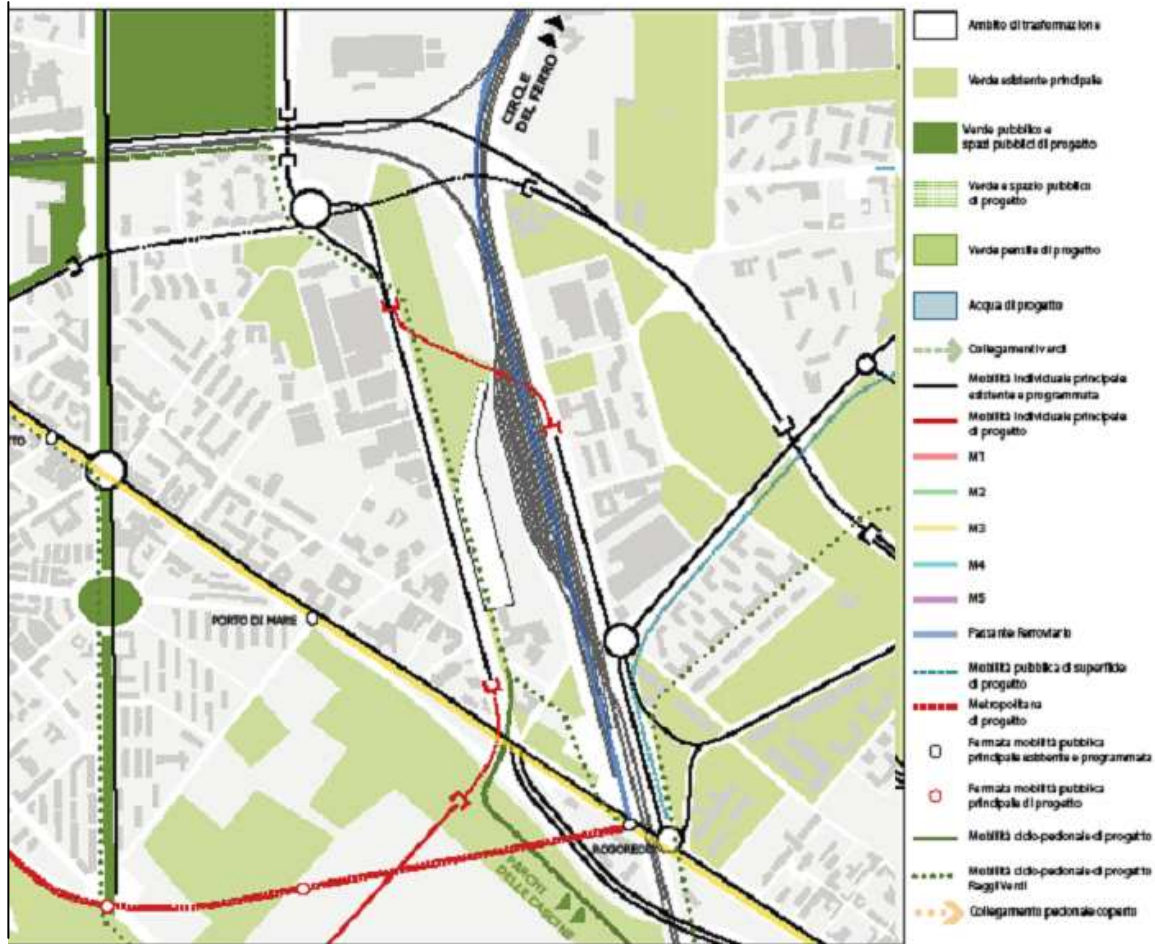 CIRCLE
DEL FERRO
TTO
PORTO DI MARE
ROGOREDO
PARCHI
DELLE CASCINE
Ambito di trasformazione
Verde esistente principale
Verde pubblico e
spazi pubblici di progetto
Verde e spazio pubblico
di progetto
Verde pensile di progetto
Acqua di progetto
Collegamenti verdi
Mobilità individuale principale
esistente e programmata
Mobilità individuale principale
di progetto
M1
M2
M3
M4
M5
Passante Ferroviario
Mobilità pubblica di superficie
di progetto
Metropolitana
di progetto
Fermata mobilità pubblica
principale esistente e programmata
Fermata mobilità pubblica
principale di progetto
Mobilità ciclo-pedonale di progetto
Mobilità ciclo-pedonale di progetto
Raggi Verdi
Collegamento pedonale coperto